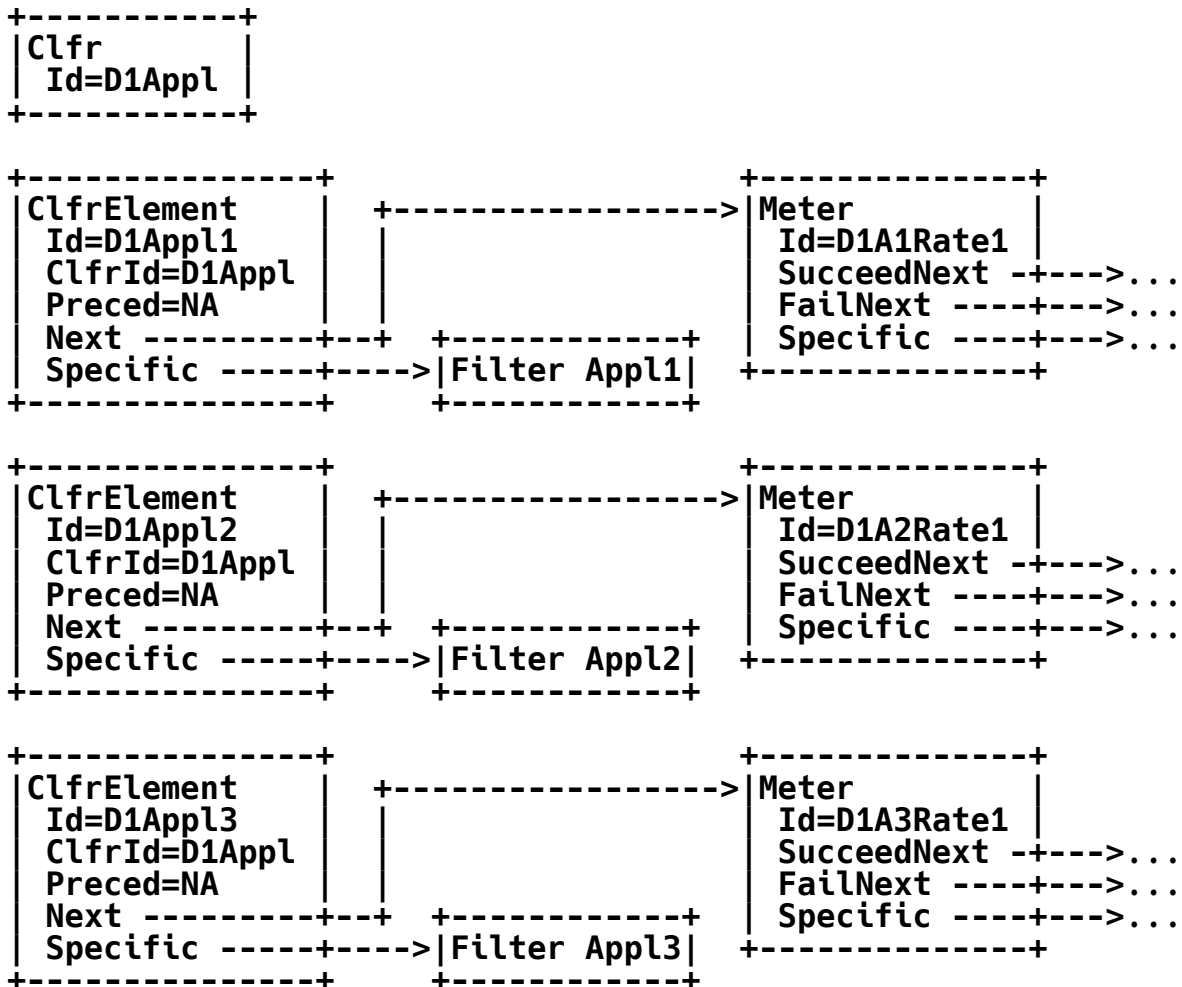 +-----------+
|Clfr       |
| Id=D1Appl |
+-----------+

+---------------+                     +--------------+
|ClfrElement    |  +----------------->|Meter         |
| Id=D1Appl1    |  |                  | Id=D1A1Rate1 |
| ClfrId=D1Appl |  |                  | SucceedNext -+--->...
| Preced=NA     |  |                  | FailNext ----+--->...
| Next ---------+--+  +------------+  | Specific ----+--->...
| Specific -----+---->|Filter Appl1|  +--------------+
+---------------+     +------------+

+---------------+                     +--------------+
|ClfrElement    |  +----------------->|Meter         |
| Id=D1Appl2    |  |                  | Id=D1A2Rate1 |
| ClfrId=D1Appl |  |                  | SucceedNext -+--->...
| Preced=NA     |  |                  | FailNext ----+--->...
| Next ---------+--+  +------------+  | Specific ----+--->...
| Specific -----+---->|Filter Appl2|  +--------------+
+---------------+     +------------+

+---------------+                     +--------------+
|ClfrElement    |  +----------------->|Meter         |
| Id=D1Appl3    |  |                  | Id=D1A3Rate1 |
| ClfrId=D1Appl |  |                  | SucceedNext -+--->...
| Preced=NA     |  |                  | FailNext ----+--->...
| Next ---------+--+  +------------+  | Specific ----+--->...
| Specific -----+---->|Filter Appl3|  +--------------+
+---------------+     +------------+